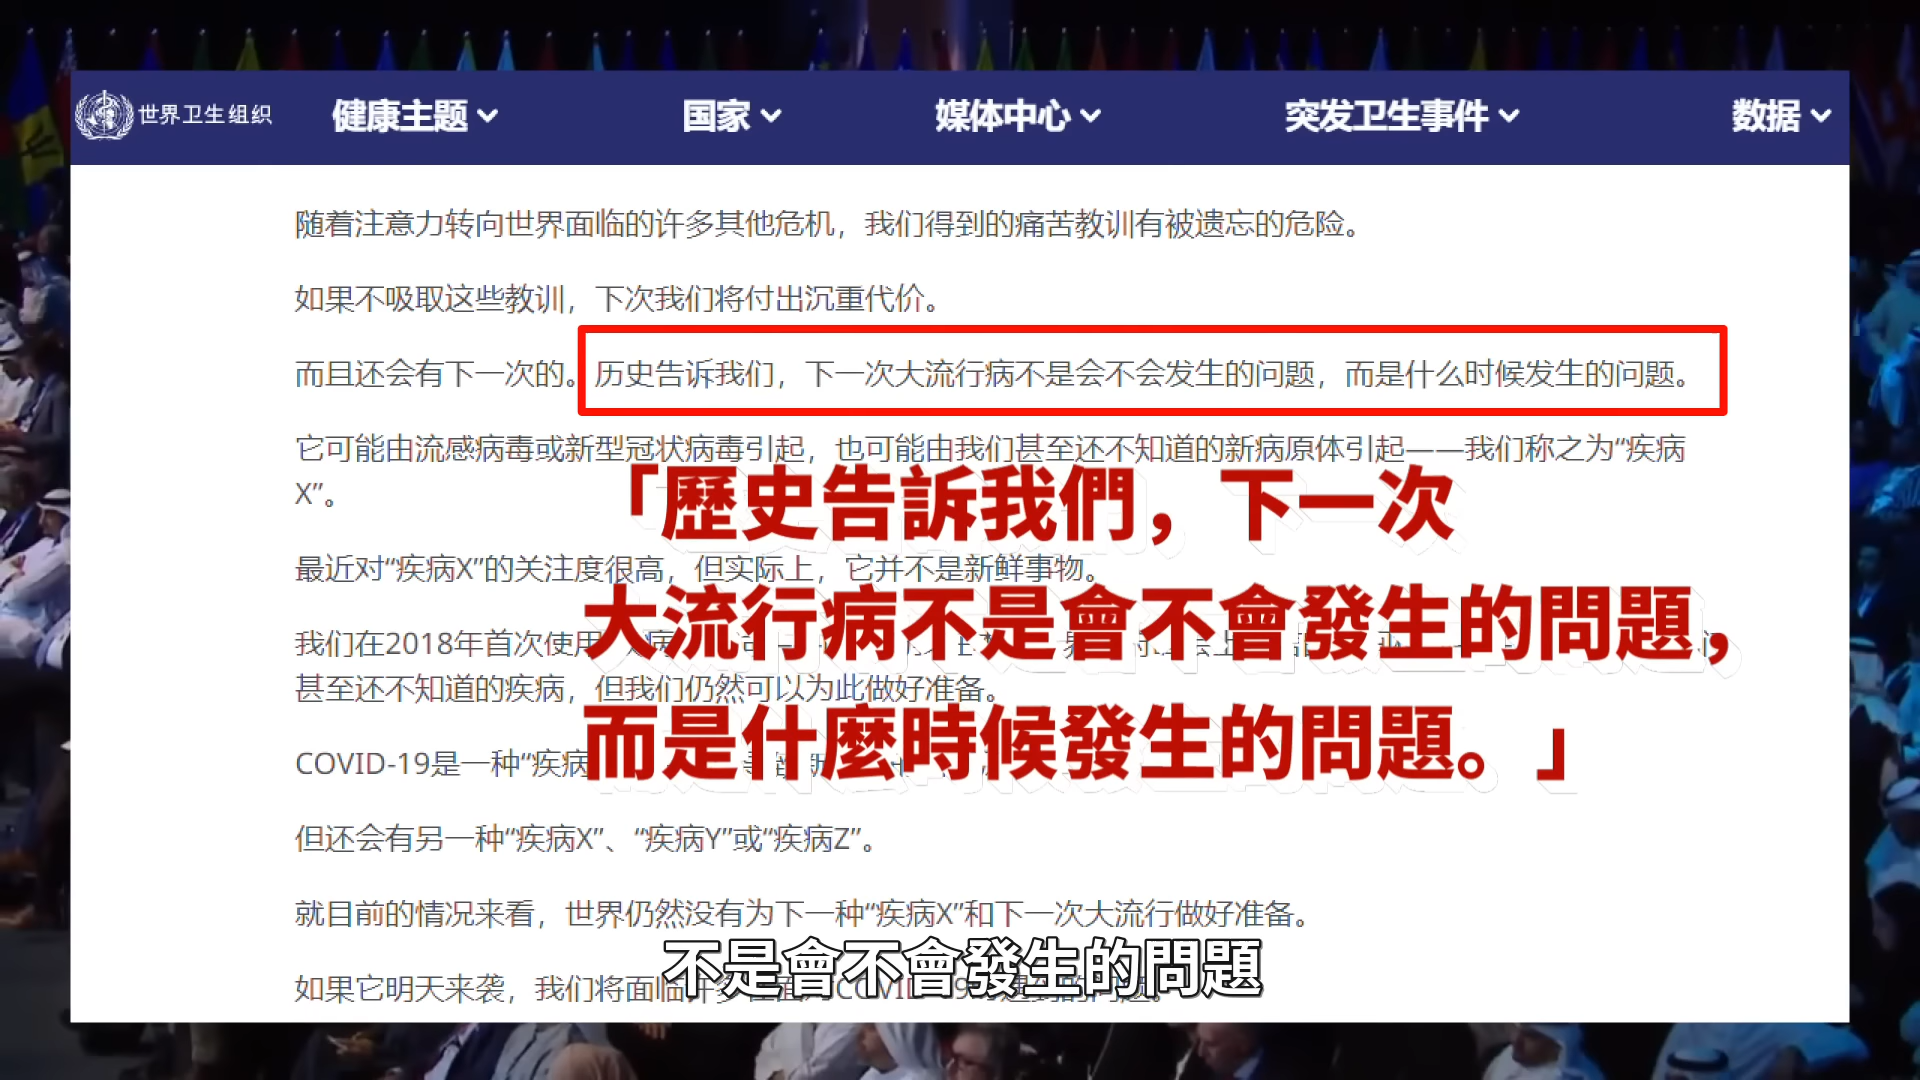 世界卫生组织 健康主题 国家 媒体中心 突发卫生事件 数据
随着注意力转向世界面临的许多其他危机，我们得到的痛苦教训有被遗忘的危险。
如果不吸取这些教训，下次我们将付出沉重代价。
而且还会有下一次的。历史告诉我们，下一次大流行病不是会不会发生的问题，而是什么时候发生的问题。
它可能由流感病毒或新型冠状病毒引起，也可能由我们甚至还不知道的新病原体引起——我们称之为“疾病
X”。
「歷史告訴我們，下一次
最近对“疾病X”的关注度很高，但实际上，它并不是新鲜事物。
大流行病不是會不會發生的問題，
我们在2018年首次使用
甚至还不知道的疾病，但我们仍然可以为此做好准备。
而是什麼時候發生的問題。」
COVID-19是一种“疾病
但还会有另一种“疾病X”、“疾病Y”或“疾病Z”。
就目前的情况来看，世界仍然没有为下一种“疾病X”和下一次大流行做好准备。
不是會不會發生的問題
如果它明天来袭，我们将面临许多